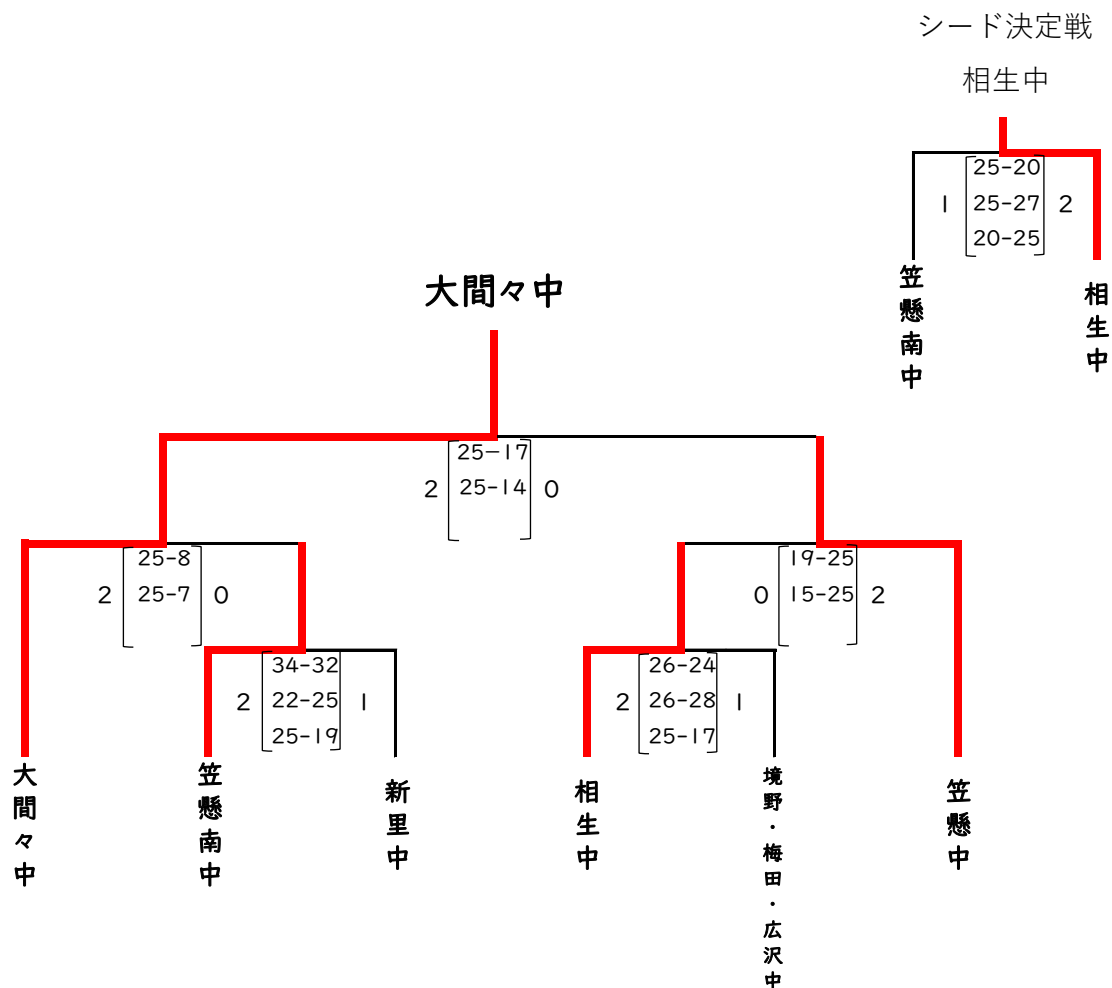 シード決定戦
相生中
25-20
1 25-27 2
20-25
笠懸南中
相生中
大間々中
25-17
2 25-14 0
25-8
2 25-7 0
19-25
0 15-25 2
34-32
2 22-25 1
25-19
26-24
2 26-28 1
25-17
大間々中
笠懸南中
新里中
相生中
境野・梅田・広沢中
笠懸中